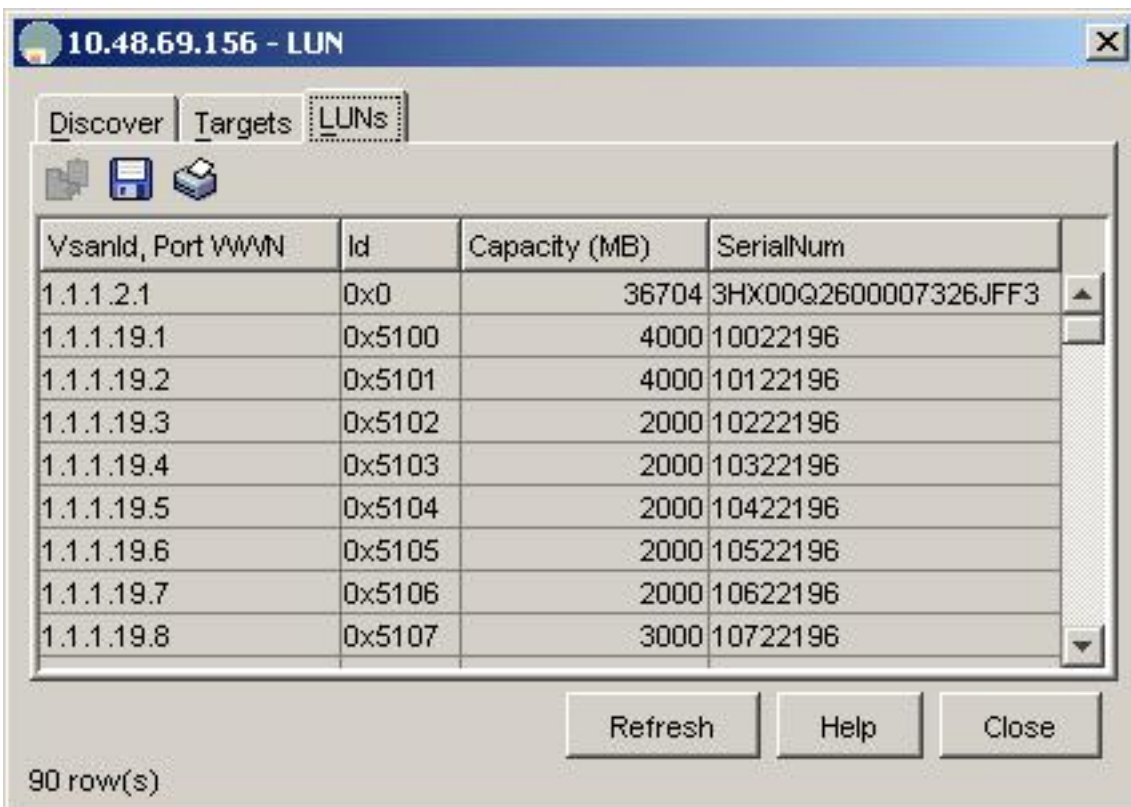 10.48.69.156 - LUN
Discover Targets LUNs
VsanId, Port WWN Id Capacity (MB) SerialNum
1.1.1.2.1 0x0 36704 3HX00Q2600007326JFF3
1.1.1.19.1 0x5100 4000 10022196
1.1.1.19.2 0x5101 4000 10122196
1.1.1.19.3 0x5102 2000 10222196
1.1.1.19.4 0x5103 2000 10322196
1.1.1.19.5 0x5104 2000 10422196
1.1.1.19.6 0x5105 2000 10522196
1.1.1.19.7 0x5106 2000 10622196
1.1.1.19.8 0x5107 3000 10722196
Refresh Help Close
90 row(s)